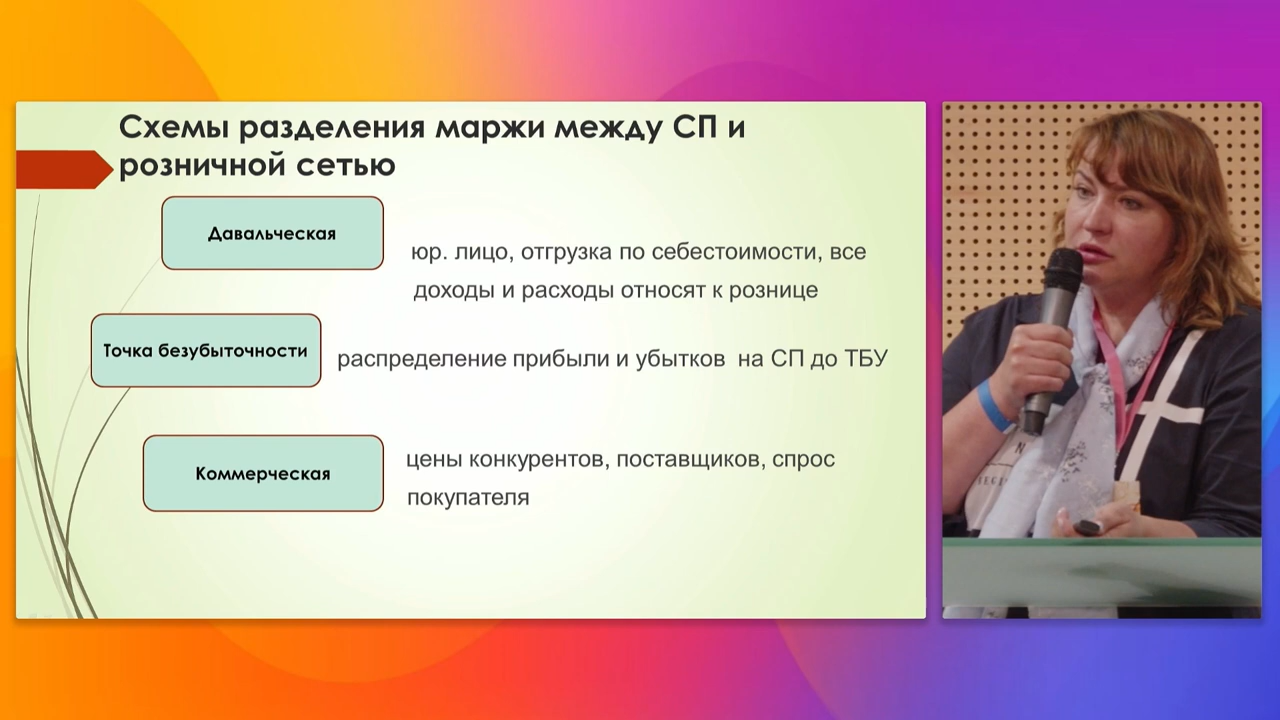 Схемы разделения маржи между СП и
розничной сетью
Давальческая
юр. лицо, отгрузка по себестоимости, все
доходы и расходы относят к рознице
Точка безубыточности
распределение прибыли и убытков на СП до ТБУ
Коммерческая
цены конкурентов, поставщиков, спрос
покупателя